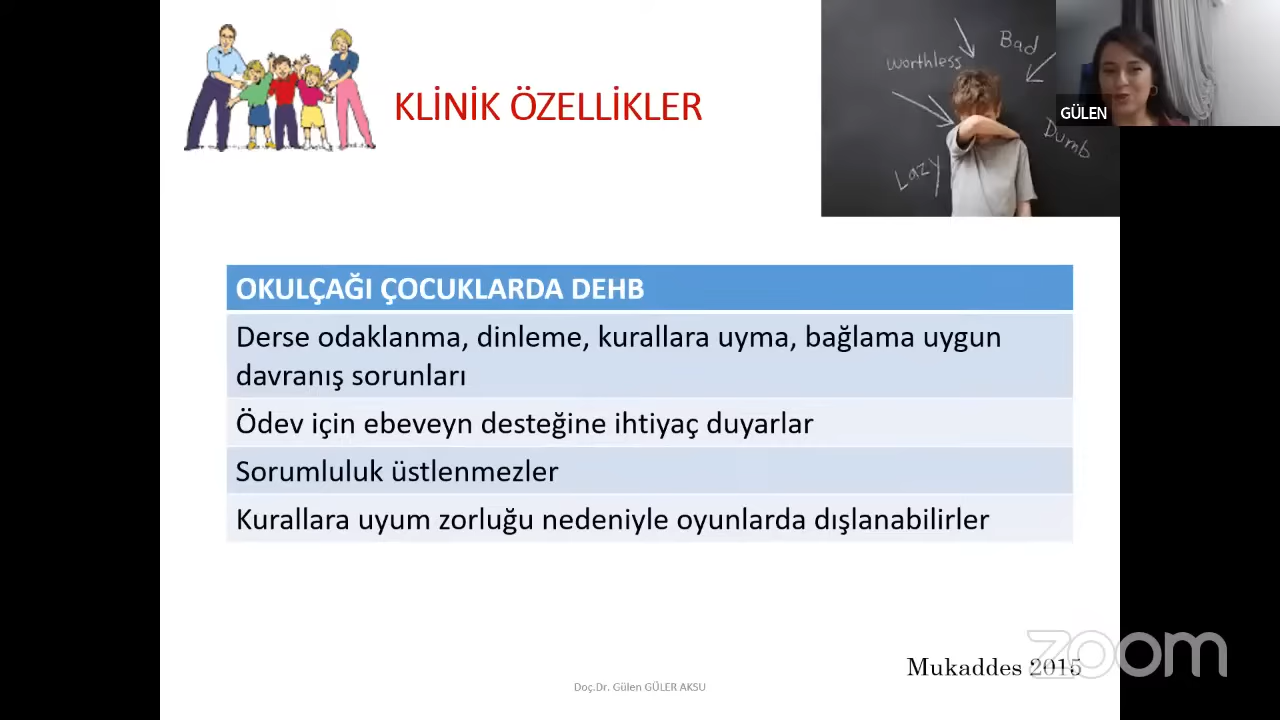 KLİNİK ÖZELLİKLER
worthless
Bad
Dumb
Lazy
GÜLEN
OKULÇAĞI ÇOCUKLARDA DEHB
Derse odaklanma, dinleme, kurallara uyma, bağlama uygun
davranış sorunları
Ödev için ebeveyn desteğine ihtiyaç duyarlar
Sorumluluk üstlenmezler
Kurallara uyum zorluğu nedeniyle oyunlarda dışlanabilirler
Mukaddes 2015
zoom
Doç.Dr. Gülen GÜLER AKSU